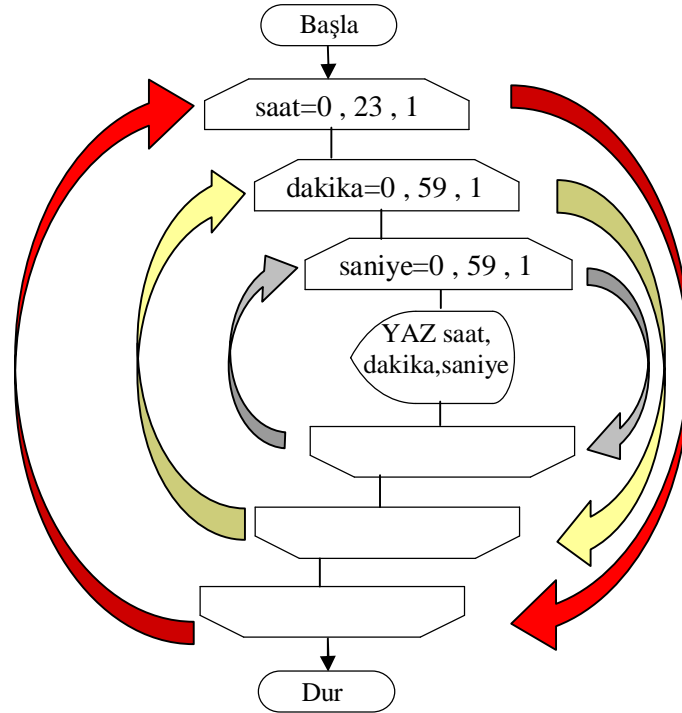 Başla
saat=0 , 23 , 1
dakika=0 , 59 , 1
saniye=0 , 59 , 1
YAZ saat,
dakika,saniye
Dur